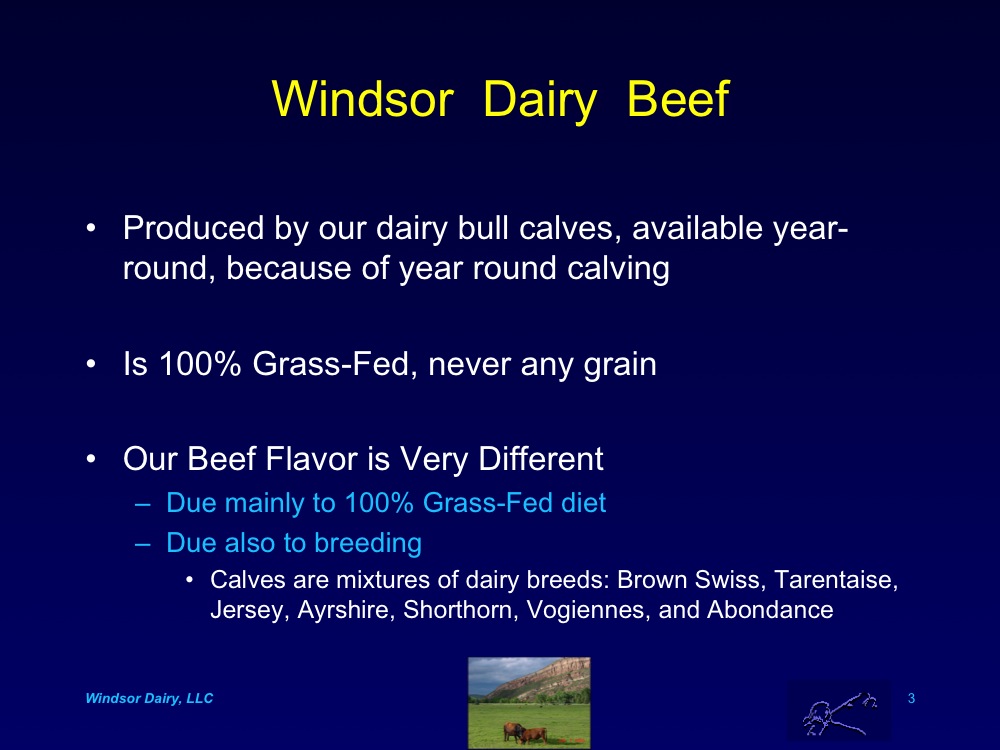 Windsor Dairy Beef
• Produced by our dairy bull calves, available year-
round, because of year round calving
• Is 100% Grass-Fed, never any grain
• Our Beef Flavor is Very Different
– Due mainly to 100% Grass-Fed diet
– Due also to breeding
• Calves are mixtures of dairy breeds: Brown Swiss, Tarentaise,
Jersey, Ayrshire, Shorthorn, Vogiennes, and Abondance
Windsor Dairy, LLC
3